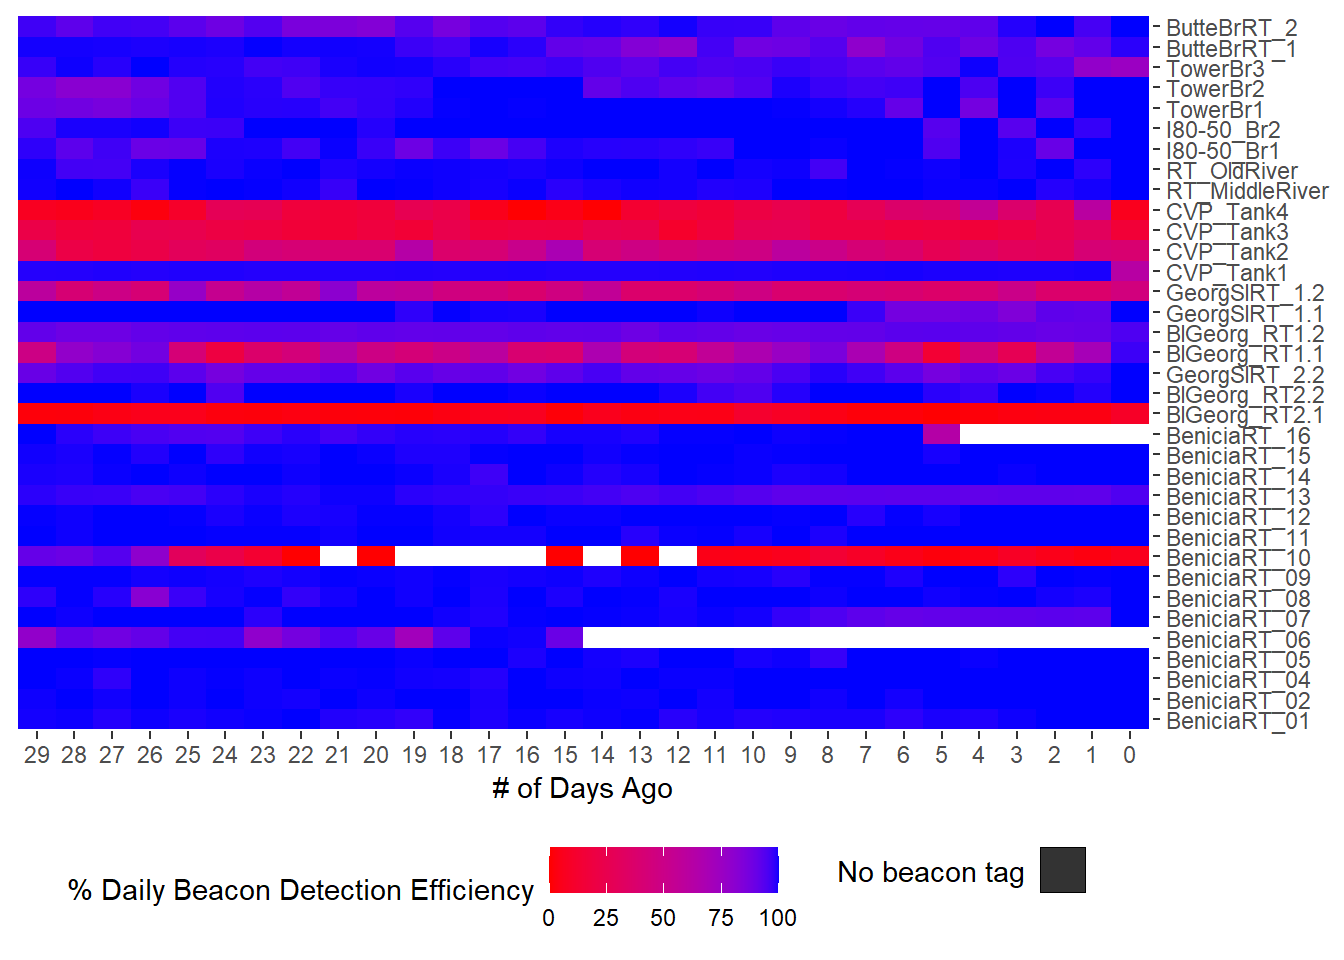 ButteBrRT_2
ButteBrRT_1
TowerBr3
TowerBr2
TowerBr1
I80-50_Br2
I80-50_Br1
RT_OldRiver
RT_MiddleRiver
CVP_Tank4
CVP_Tank3
CVP_Tank2
CVP_Tank1
GeorgSlRT_1.2
GeorgSlRT_1.1
BlGeorg_RT1.2
BlGeorg_RT1.1
GeorgSlRT_2.2
BlGeorg_RT2.2
BlGeorg_RT2.1
BeniciaRT_16
BeniciaRT_15
BeniciaRT_14
BeniciaRT_13
BeniciaRT_12
BeniciaRT_11
BeniciaRT_10
BeniciaRT_09
BeniciaRT_08
BeniciaRT_07
BeniciaRT_06
BeniciaRT_05
BeniciaRT_04
BeniciaRT_02
BeniciaRT_01
29 28 27 26 25 24 23 22 21 20 19 18 17 16 15 14 13 12 11 10 9 8 7 6 5 4 3 2 1 0
# of Days Ago
% Daily Beacon Detection Efficiency
0 25 50 75 100
No beacon tag